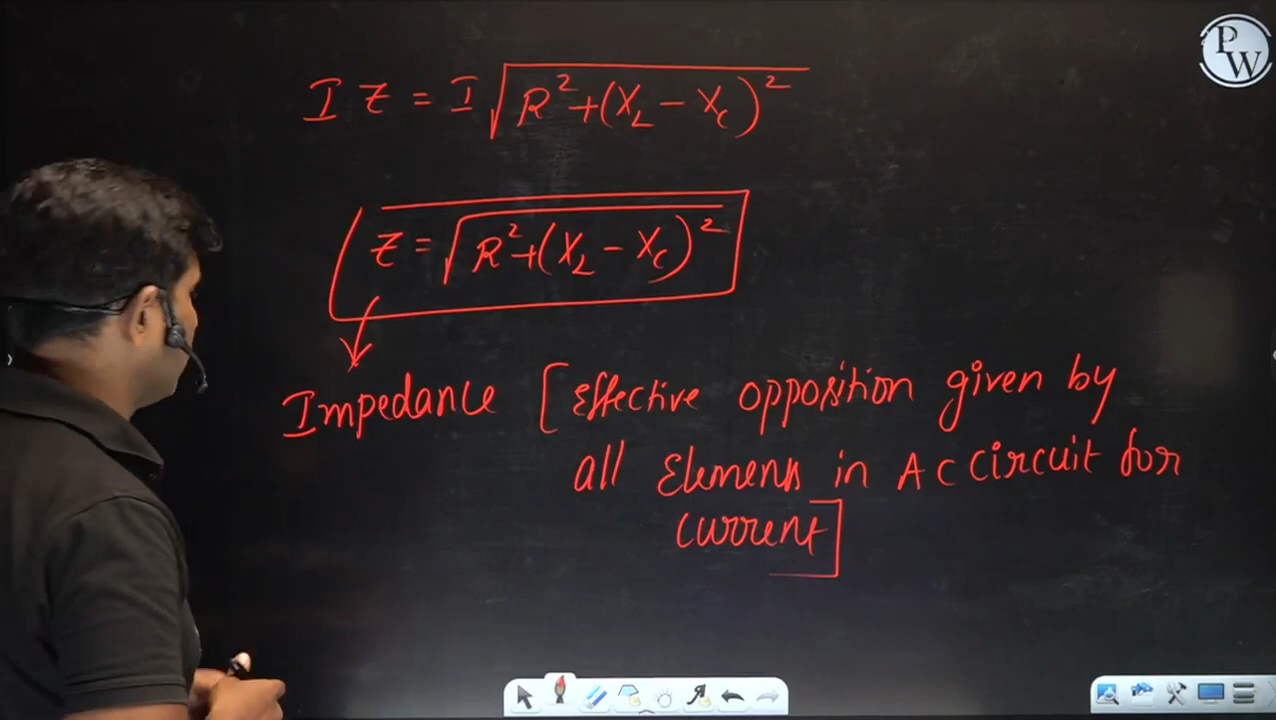 PW
I Z = I √R²+(X_L − X_C)²
Z = √R²+(X_L − X_C)²
Impedance [Effective opposition given by
all Elements in AC Circuit for
Current]